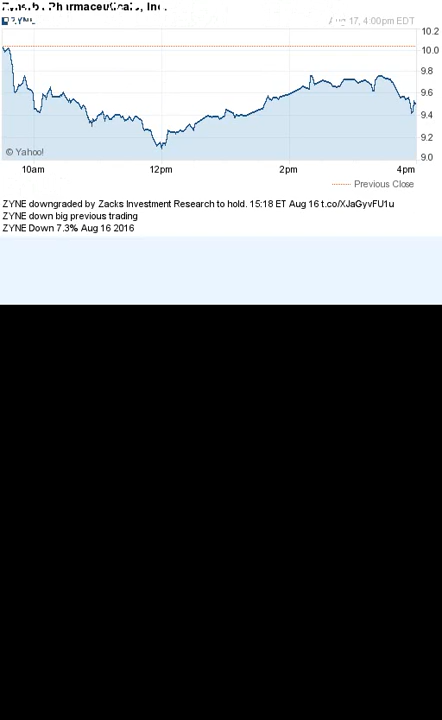 Pharmaceuticals, Inc.
ZYNE
17, 4:00pm EDT
10.2
10.0
9.8
9.6
9.4
9.2
9.0
© Yahoo!
10am 12pm 2pm 4pm
Previous Close
ZYNE downgraded by Zacks Investment Research to hold. 15:18 ET Aug 16 t.co/XJaGyvFU1u
ZYNE down big previous trading
ZYNE Down 7.3% Aug 16 2016